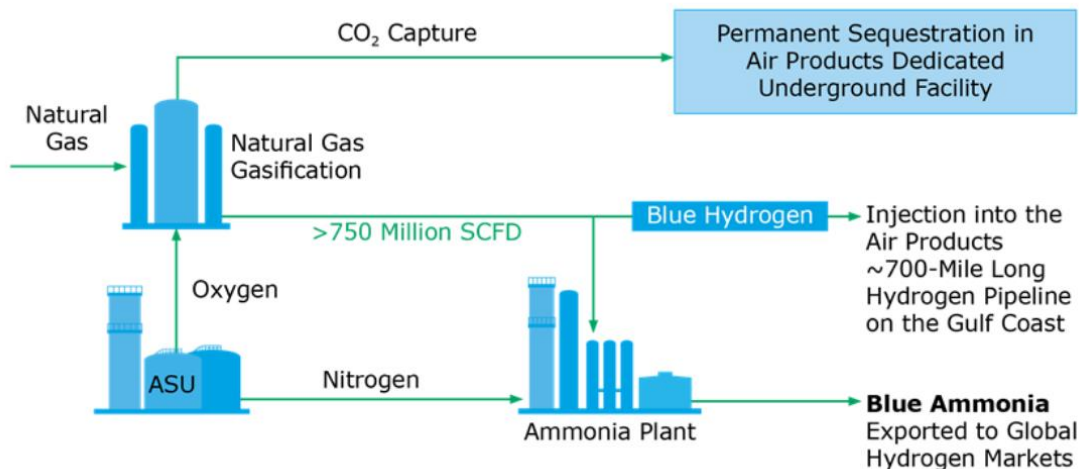 CO₂ Capture
Permanent Sequestration in
Air Products Dedicated
Underground Facility
Natural
Gas
Natural Gas
Gasification
>750 Million SCFD
Blue Hydrogen
Injection into the
Air Products
~700-Mile Long
Hydrogen Pipeline
on the Gulf Coast
Oxygen
ASU
Nitrogen
Ammonia Plant
Blue Ammonia
Exported to Global
Hydrogen Markets